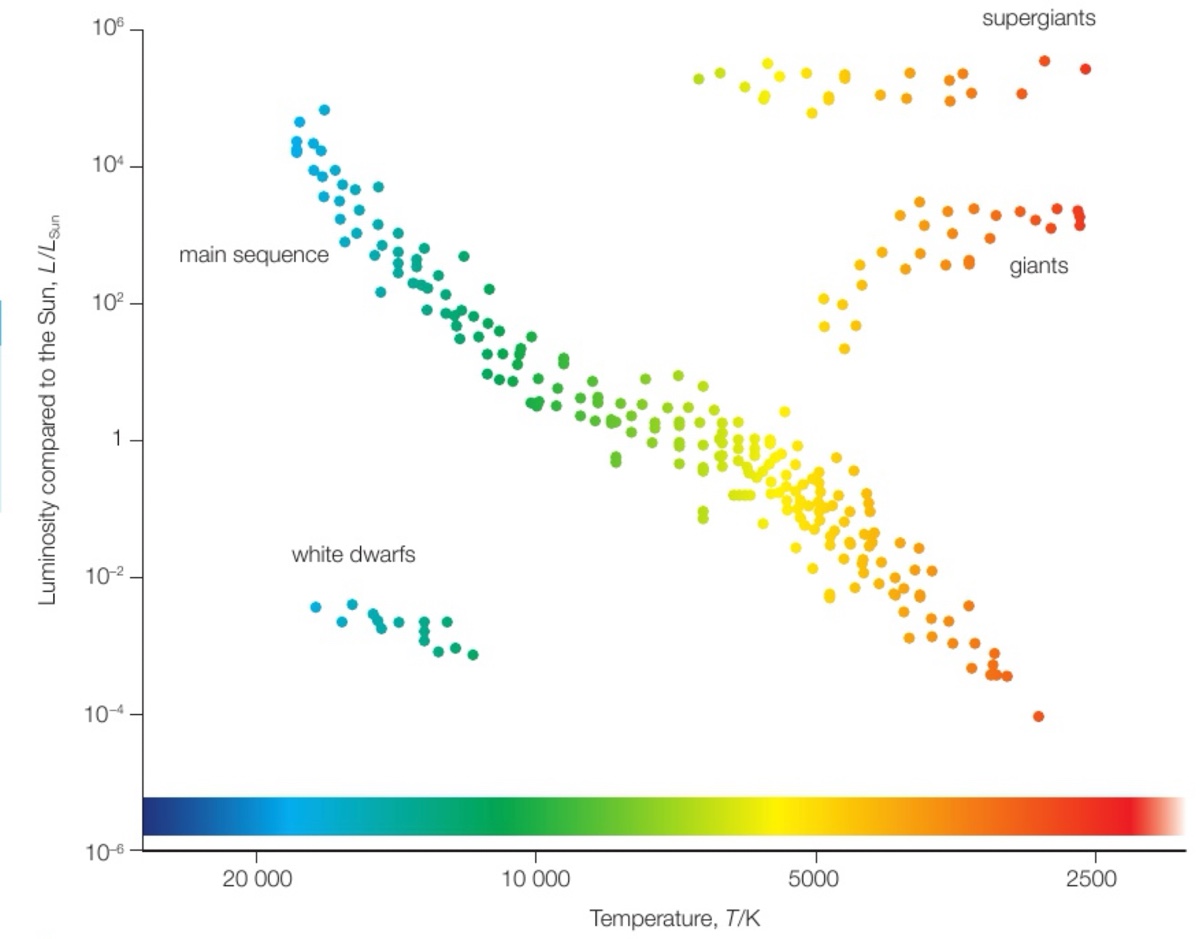 supergiants
10⁶
10⁴
main sequence
giants
10²
Luminosity compared to the Sun, L/L_Sun
1
white dwarfs
10⁻²
10⁻⁴
10⁻⁶
20 000 10 000 5000 2500
Temperature, T/K